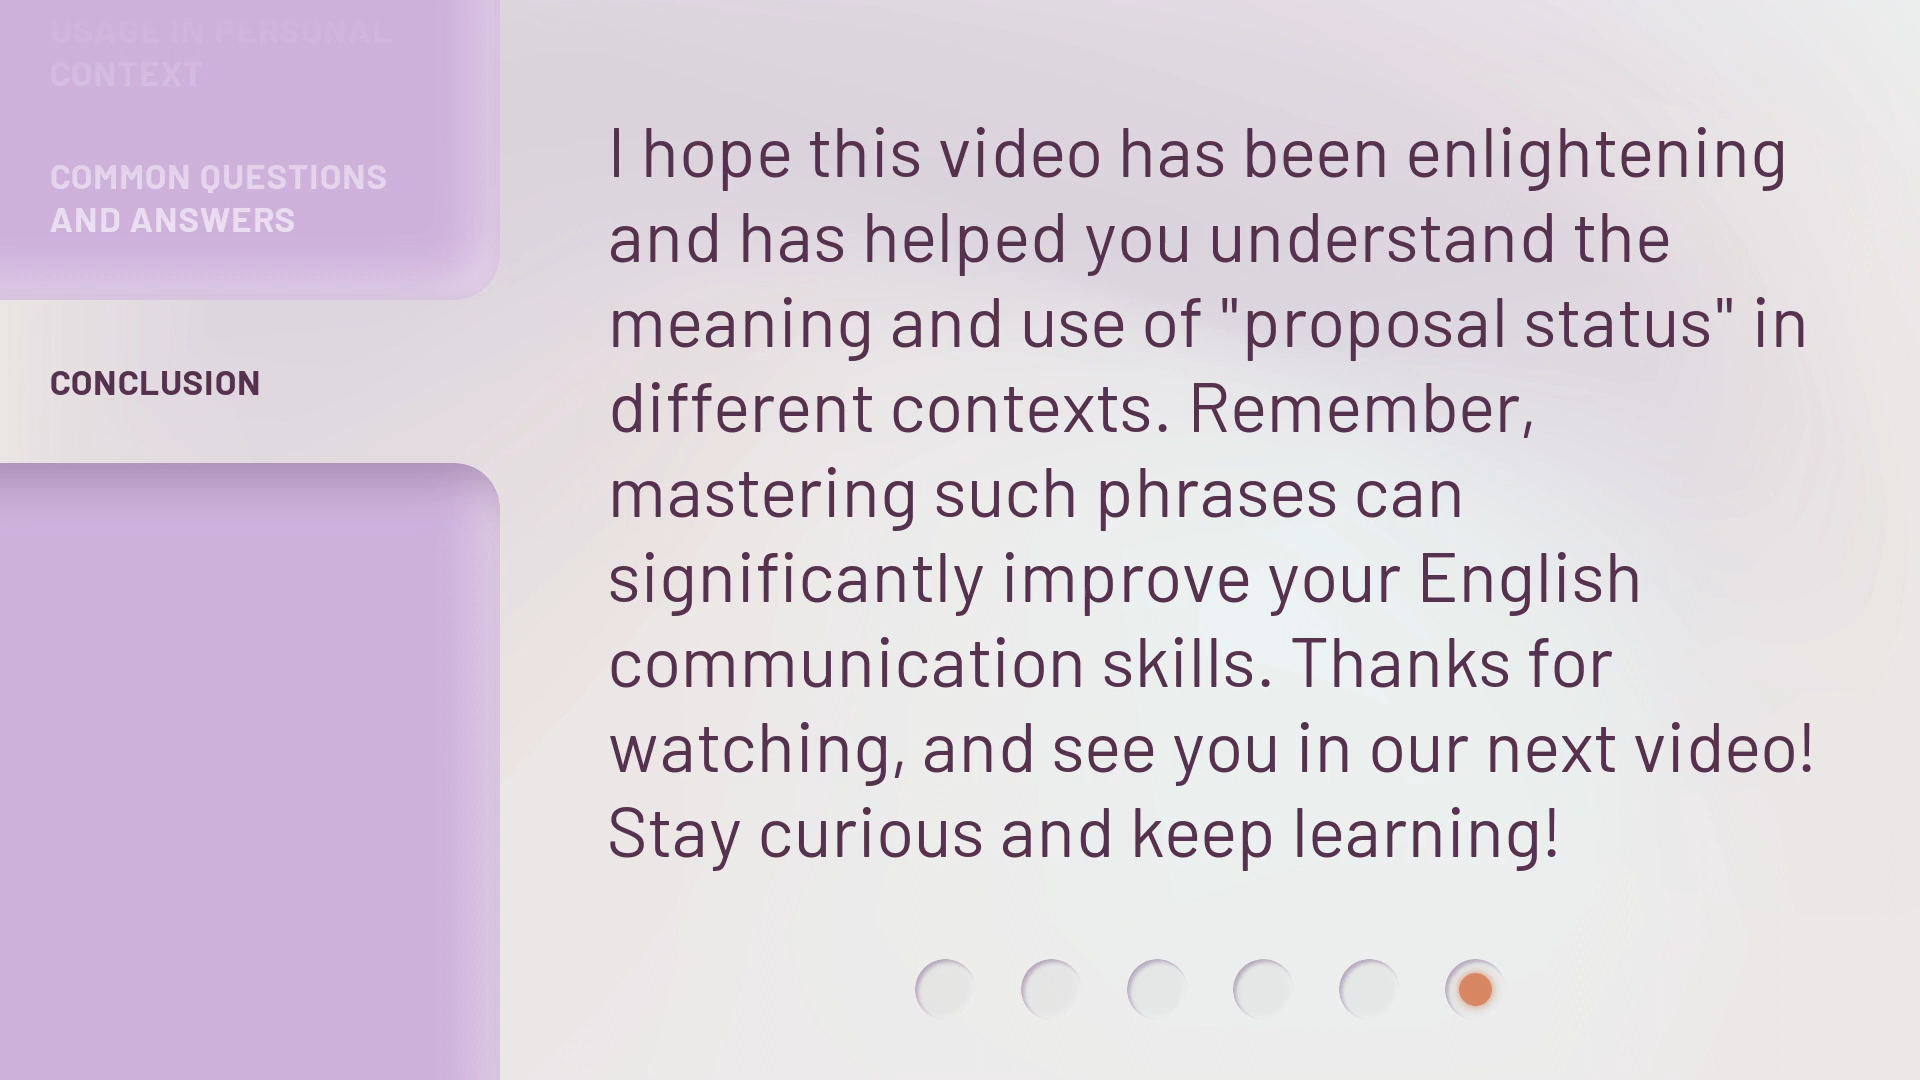 USAGE IN PERSONAL
CONTEXT
COMMON QUESTIONS
AND ANSWERS
CONCLUSION
I hope this video has been enlightening
and has helped you understand the
meaning and use of "proposal status" in
different contexts. Remember,
mastering such phrases can
significantly improve your English
communication skills. Thanks for
watching, and see you in our next video!
Stay curious and keep learning!